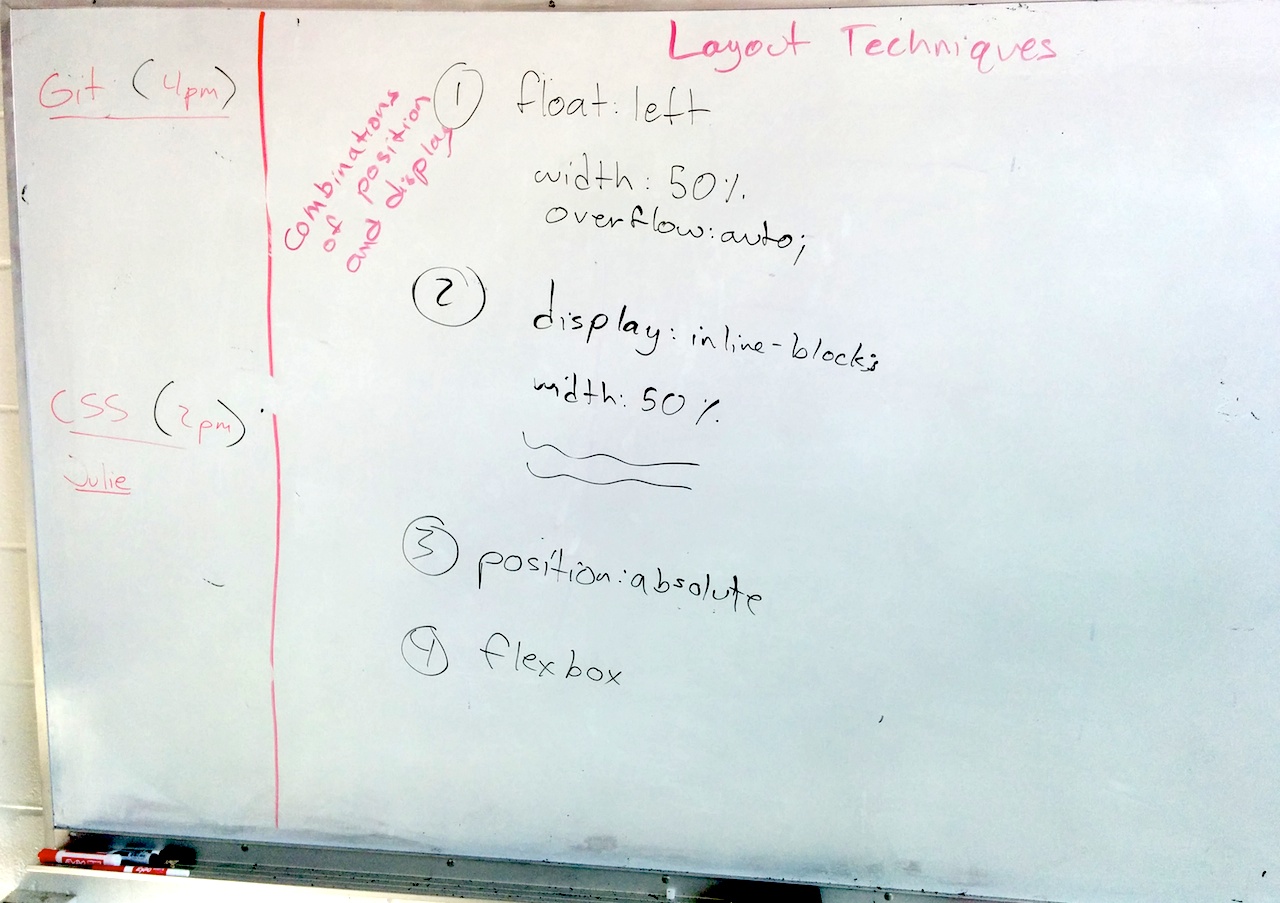 Git (4pm)
CSS (2pm)
Julie
Layout Techniques
Combinations
of position
and display
1 float: left
width: 50%.
overflow: auto;
2 display: inline-block;
width: 50%.
3 position: absolute
4 flexbox